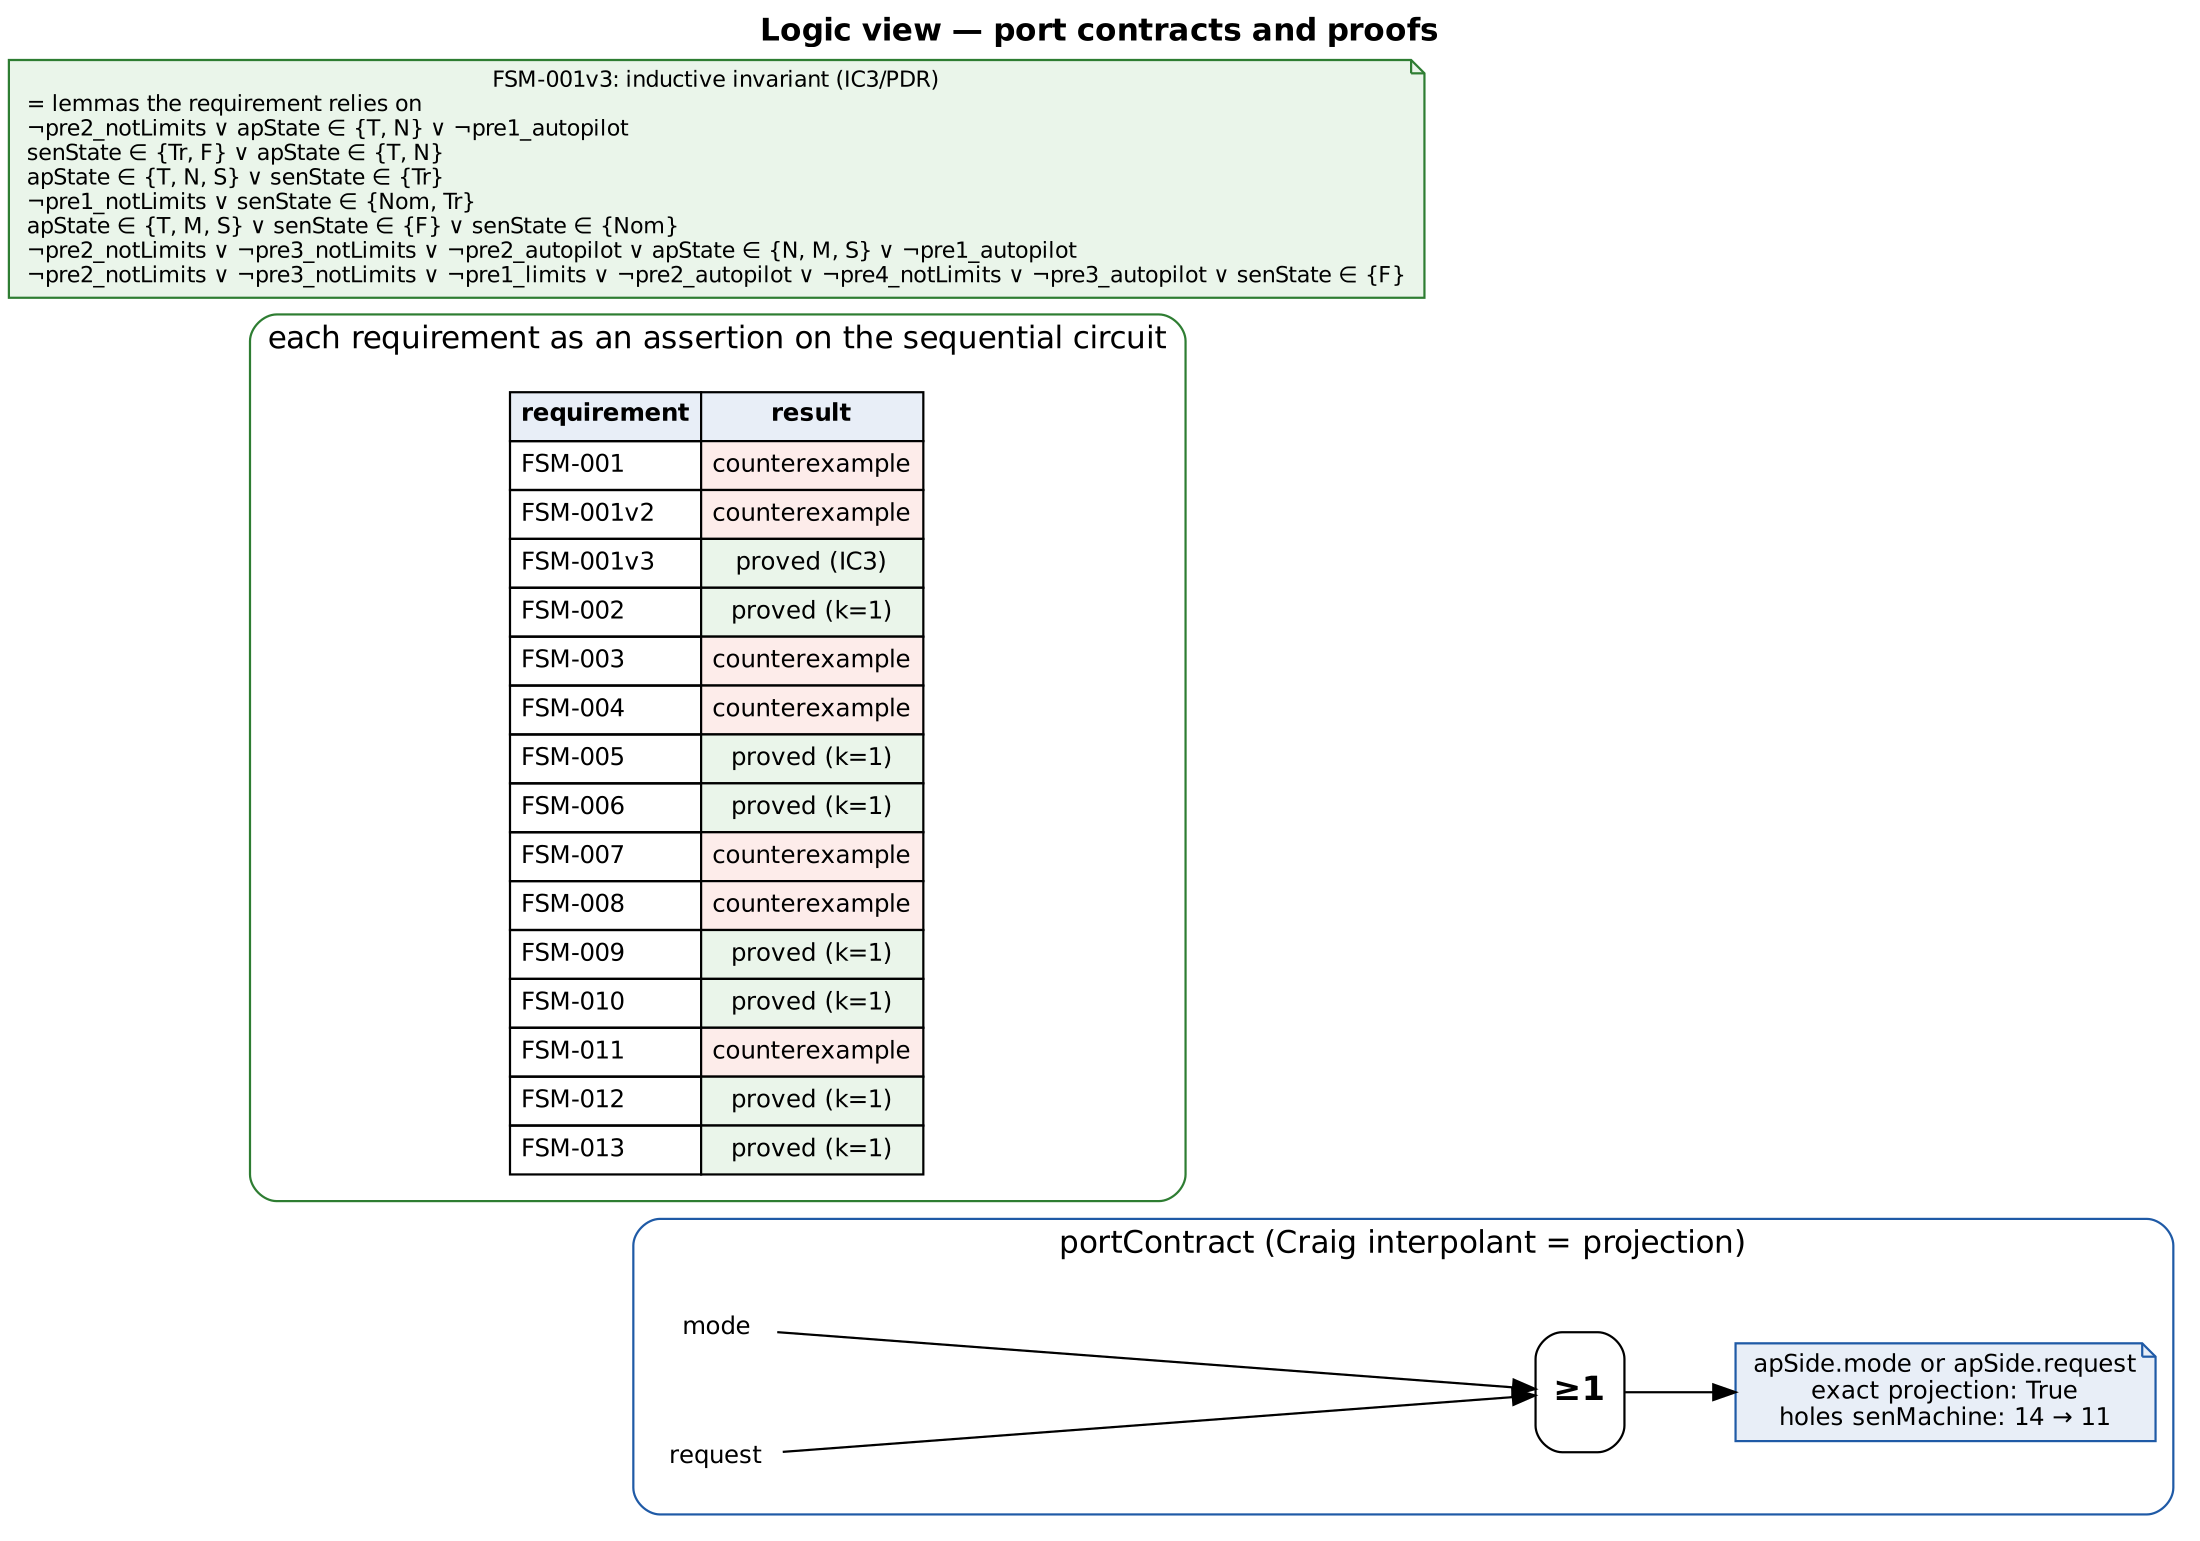 Logic view — port contracts and proofs
FSM-001v3: inductive invariant (IC3/PDR)
= lemmas the requirement relies on
¬pre2_notLimits ∨ apState ∈ {T, N} ∨ ¬pre1_autopilot
senState ∈ {Tr, F} ∨ apState ∈ {T, N}
apState ∈ {T, N, S} ∨ senState ∈ {Tr}
¬pre1_notLimits ∨ senState ∈ {Nom, Tr}
apState ∈ {T, M, S} ∨ senState ∈ {F} ∨ senState ∈ {Nom}
¬pre2_notLimits ∨ ¬pre3_notLimits ∨ ¬pre2_autopilot ∨ apState ∈ {N, M, S} ∨ ¬pre1_autopilot
¬pre2_notLimits ∨ ¬pre3_notLimits ∨ ¬pre1_limits ∨ ¬pre2_autopilot ∨ ¬pre4_notLimits ∨ ¬pre3_autopilot ∨ senState ∈ {F}
each requirement as an assertion on the sequential circuit
requirement result
FSM-001 counterexample
FSM-001v2 counterexample
FSM-001v3 proved (IC3)
FSM-002 proved (k=1)
FSM-003 counterexample
FSM-004 counterexample
FSM-005 proved (k=1)
FSM-006 proved (k=1)
FSM-007 counterexample
FSM-008 counterexample
FSM-009 proved (k=1)
FSM-010 proved (k=1)
FSM-011 counterexample
FSM-012 proved (k=1)
FSM-013 proved (k=1)
portContract (Craig interpolant = projection)
mode
request
≥1
apSide.mode or apSide.request
exact projection: True
holes senMachine: 14 → 11